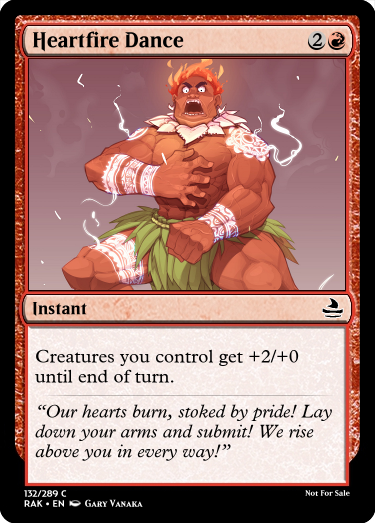 Heartfire Dance 2
Instant
Creatures you control get +2/+0
until end of turn.
“Our hearts burn, stoked by pride! Lay
down your arms and submit! We rise
above you in every way!”
132/289 C
Not For Sale
RAK • EN Gary Vanaka